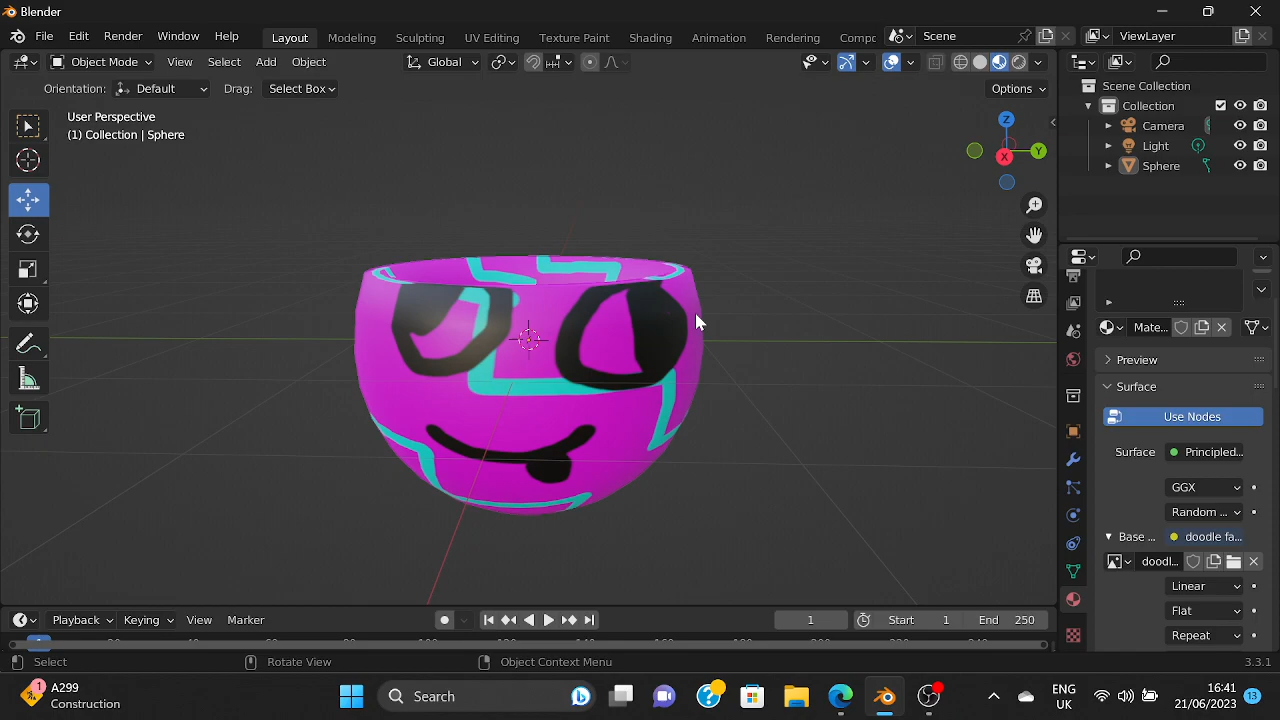 Blender
File Edit Render Window Help Layout Modeling Sculpting UV Editing Texture Paint Shading Animation Rendering Compc Scene ViewLayer
Object Mode View Select Add Object Global
Orientation: Default Drag: Select Box Options
User Perspective
(1) Collection | Sphere
Z
Y
X
Scene Collection
Collection
Camera
Light
Sphere
Mate...
Preview
Surface
Use Nodes
Surface Principled...
GGX
Random ...
Base ... doodle fa...
doodl...
Linear
Flat
Repeat
Playback Keying View Marker 1 Start 1 End 250
Select Rotate View Object Context Menu 3.3.1
1 A299
Construction
Search
ENG
UK
16:41
21/06/2023
13